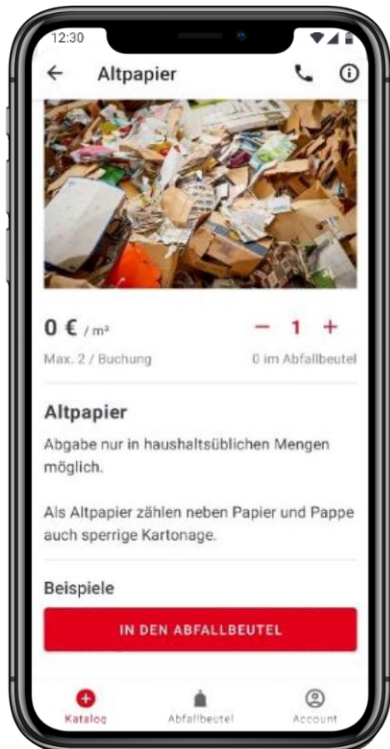 12:30
Altpapier
0 € / m³
− 1 +
Max. 2 / Buchung
0 im Abfallbeutel
Altpapier
Abgabe nur in haushaltsüblichen Mengen
möglich.
Als Altpapier zählen neben Papier und Pappe
auch sperrige Kartonage.
Beispiele
IN DEN ABFALLBEUTEL
Katalog
Abfallbeutel
Account